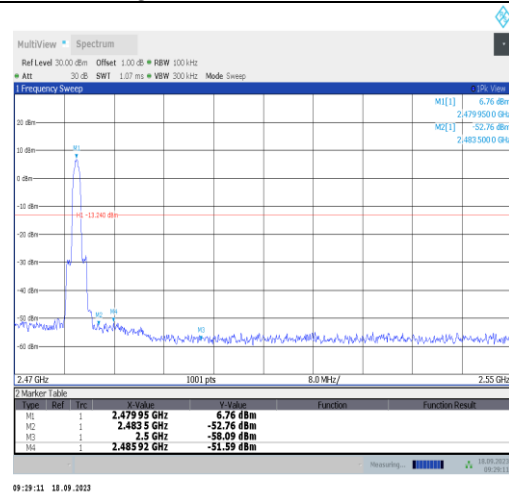 MultiView Spectrum
Ref Level 30.00 dBm Offset 1.00 dB RBW 100 kHz
Att 30 dB SWT 1.07 ms VBW 300 kHz Mode Sweep
1 Frequency Sweep 1Pk View
M1[1] 6.76 dBm
2.4799500 GHz
M2[1] -52.76 dBm
2.4835000 GHz
20 dBm
M1
10 dBm
0 dBm
-10 dBm
H1 -13.240 dBm
-20 dBm
-30 dBm
-40 dBm
M2 M4
-50 dBm
M3
-60 dBm
2.47 GHz 1001 pts 8.0 MHz/ 2.55 GHz
2 Marker Table
Type Ref Trc X-Value Y-Value Function Function Result
M1 1 2.479 95 GHz 6.76 dBm
M2 1 2.483 5 GHz -52.76 dBm
M3 1 2.5 GHz -58.09 dBm
M4 1 2.485 92 GHz -51.59 dBm
Measuring... 18.09.2023
09:29:11
09:29:11 18.09.2023